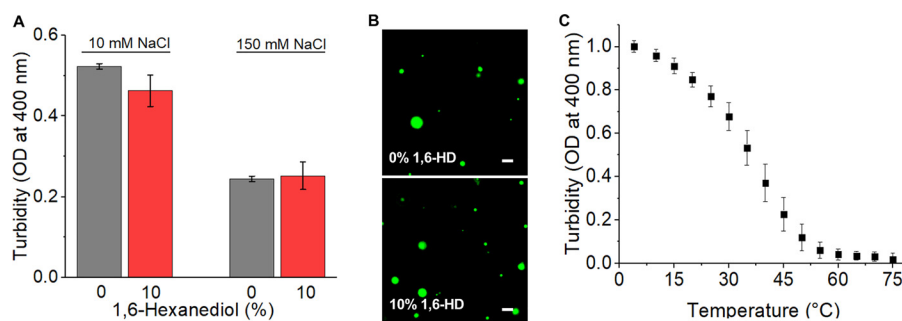 A
10 mM NaCl
150 mM NaCl
Turbidity (OD at 400 nm)
0.6
0.4
0.2
0.0
0
10
0
10
1,6-Hexanediol (%)
B
0% 1,6-HD
10% 1,6-HD
C
Turbidity (OD at 400 nm)
1.0
0.8
0.6
0.4
0.2
0.0
0
15
30
45
60
75
Temperature (°C)